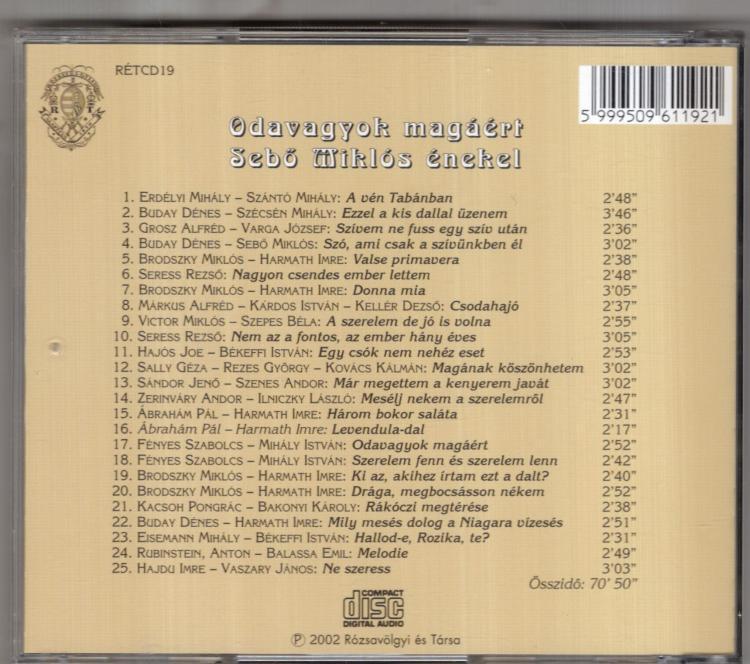 RÉTCD19
R T
5 999509 611921
Odavagyok magáért
Sebő Miklós énekel
1. Erdélyi Mihály – Szántó Mihály: A vén Tabánban 2'48"
2. Buday Dénes – Szécsén Mihály: Ezzel a kis dallal üzenem 3'46"
3. Grosz Alfréd – Varga József: Szívem ne fuss egy szív után 2'36"
4. Buday Dénes – Sebő Miklós: Szó, ami csak a szívünkben él 3'02"
5. Brodszky Miklós – Harmath Imre: Valse primavera 2'38"
6. Seress Rezső: Nagyon csendes ember lettem 2'48"
7. Brodszky Miklós – Harmath Imre: Donna mia 3'05"
8. Márkus Alfréd – Kardos István – Kellér Dezső: Csodahajó 2'37"
9. Victor Miklós – Szepes Béla: A szerelem de jó is volna 2'55"
10. Seress Rezső: Nem az a fontos, az ember hány éves 3'05"
11. Hajós Joe – Békeffi István: Egy csók nem nehéz eset 2'53"
12. Sally Géza – Rezes György – Kovács Kálmán: Magának köszönhetem 3'02"
13. Sándor Jenő – Szenes Andor: Már megettem a kenyerem javát 3'02"
14. Zerinváry Andor – Ilniczky László: Mesélj nekem a szerelemről 2'47"
15. Ábrahám Pál – Harmath Imre: Három bokor saláta 2'31"
16. Ábrahám Pál – Harmath Imre: Levendula-dal 2'17"
17. Fényes Szabolcs – Mihály István: Odavagyok magáért 2'52"
18. Fényes Szabolcs – Mihály István: Szerelem fenn és szerelem lenn 2'42"
19. Brodszky Miklós – Harmath Imre: Ki az, akihez írtam ezt a dalt? 2'40"
20. Brodszky Miklós – Harmath Imre: Drága, megbocsásson nékem 2'52"
21. Kacsoh Pongrác – Bakonyi Károly: Rákóczi megtérése 2'38"
22. Buday Dénes – Harmath Imre: Mily mesés dolog a Niagara vízesés 2'51"
23. Eisemann Mihály – Békeffi István: Hallod-e, Rozika, te? 2'31"
24. Rubinstein, Anton – Balassa Emil: Melodie 2'49"
25. Hajdu Imre – Vaszary János: Ne szeress 3'03"
Összidő: 70' 50"
COMPACT
disc
DIGITAL AUDIO
Ⓟ 2002 Rózsavölgyi és Társa